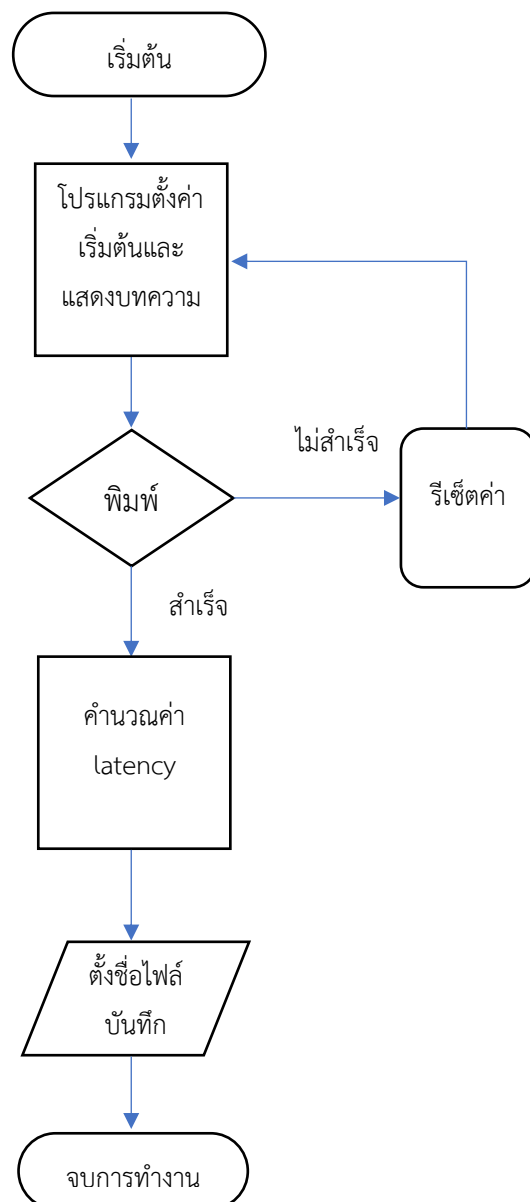 เริ่มต้น
โปรแกรมตั้งค่า
เริ่มต้นและ
แสดงบทความ
ไม่สำเร็จ
พิมพ์
รีเซ็ตค่า
สำเร็จ
คำนวณค่า
latency
ตั้งชื่อไฟล์
บันทึก
จบการทำงาน